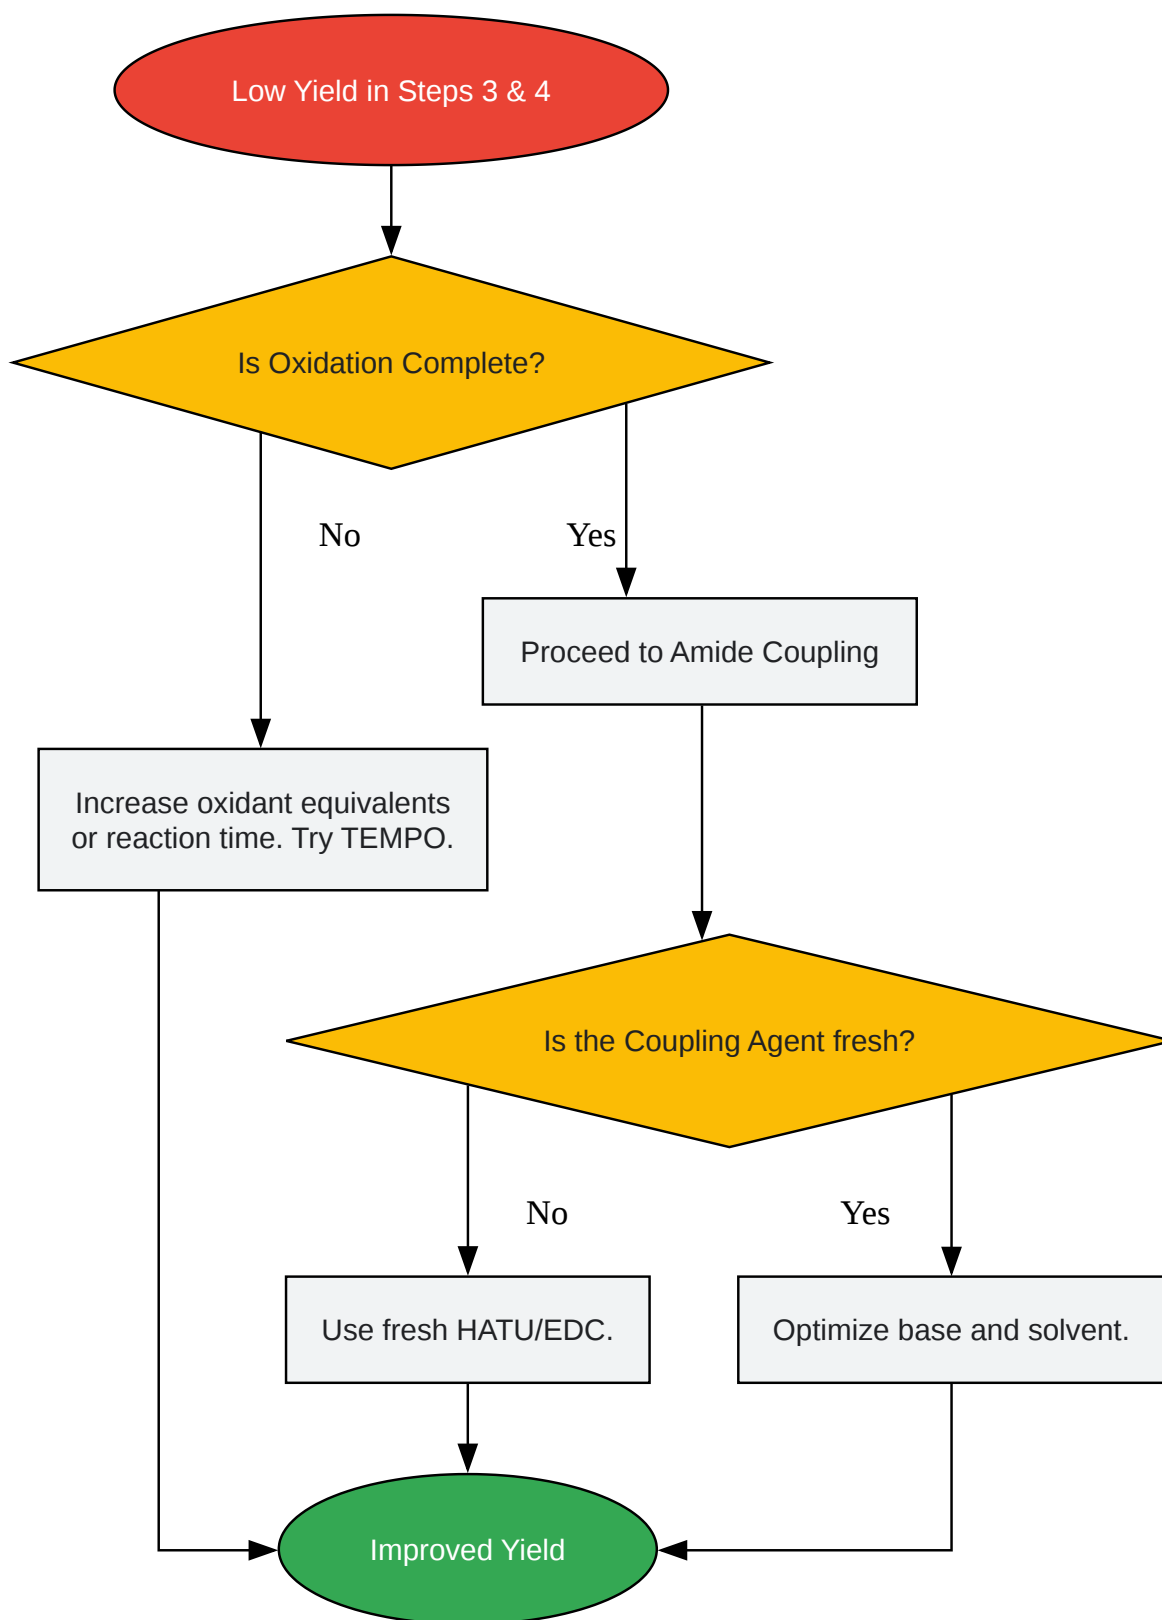 Low Yield in Steps 3 & 4
Is Oxidation Complete?
No
Yes
Proceed to Amide Coupling
Increase oxidant equivalents
or reaction time. Try TEMPO.
Is the Coupling Agent fresh?
No
Yes
Use fresh HATU/EDC.
Optimize base and solvent.
Improved Yield